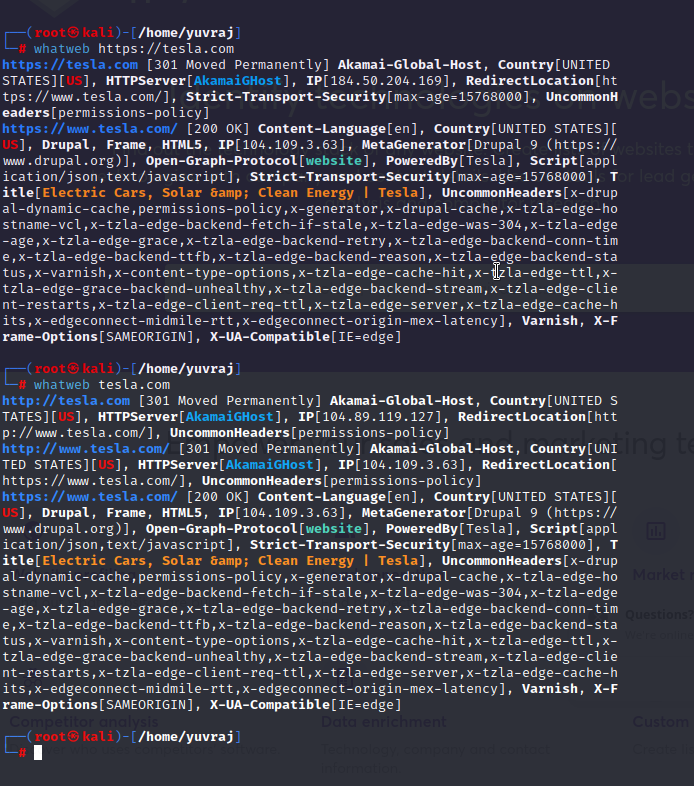 ┌──(root㉿kali)-[/home/yuvraj]
└─# whatweb https://tesla.com
https://tesla.com [301 Moved Permanently] Akamai-Global-Host, Country[UNITED
STATES][US], HTTPServer[AkamaiGHost], IP[184.50.204.169], RedirectLocation[ht
tps://www.tesla.com/], Strict-Transport-Security[max-age=15768000], UncommonH
eaders[permissions-policy]
https://www.tesla.com/ [200 OK] Content-Language[en], Country[UNITED STATES][
US], Drupal, Frame, HTML5, IP[104.109.3.63], MetaGenerator[Drupal 9 (https://
www.drupal.org)], Open-Graph-Protocol[website], PoweredBy[Tesla], Script[appl
ication/json,text/javascript], Strict-Transport-Security[max-age=15768000], T
itle[Electric Cars, Solar &amp; Clean Energy | Tesla], UncommonHeaders[x-drup
al-dynamic-cache,permissions-policy,x-generator,x-drupal-cache,x-tzla-edge-ho
stname-vcl,x-tzla-edge-backend-fetch-if-stale,x-tzla-edge-was-304,x-tzla-edge
-age,x-tzla-edge-grace,x-tzla-edge-backend-retry,x-tzla-edge-backend-conn-tim
e,x-tzla-edge-backend-ttfb,x-tzla-edge-backend-reason,x-tzla-edge-backend-sta
tus,x-varnish,x-content-type-options,x-tzla-edge-cache-hit,x-tzla-edge-ttl,x-
tzla-edge-grace-backend-unhealthy,x-tzla-edge-backend-stream,x-tzla-edge-clie
nt-restarts,x-tzla-edge-client-req-ttl,x-tzla-edge-server,x-tzla-edge-cache-h
its,x-edgeconnect-midmile-rtt,x-edgeconnect-origin-mex-latency], Varnish, X-F
rame-Options[SAMEORIGIN], X-UA-Compatible[IE=edge]
┌──(root㉿kali)-[/home/yuvraj]
└─# whatweb tesla.com
http://tesla.com [301 Moved Permanently] Akamai-Global-Host, Country[UNITED S
TATES][US], HTTPServer[AkamaiGHost], IP[104.89.119.127], RedirectLocation[htt
p://www.tesla.com/], UncommonHeaders[permissions-policy]
http://www.tesla.com/ [301 Moved Permanently] Akamai-Global-Host, Country[UNI
TED STATES][US], HTTPServer[AkamaiGHost], IP[104.109.3.63], RedirectLocation[
https://www.tesla.com/], UncommonHeaders[permissions-policy]
https://www.tesla.com/ [200 OK] Content-Language[en], Country[UNITED STATES][
US], Drupal, Frame, HTML5, IP[104.109.3.63], MetaGenerator[Drupal 9 (https://
www.drupal.org)], Open-Graph-Protocol[website], PoweredBy[Tesla], Script[appl
ication/json,text/javascript], Strict-Transport-Security[max-age=15768000], T
itle[Electric Cars, Solar &amp; Clean Energy | Tesla], UncommonHeaders[x-drup
al-dynamic-cache,permissions-policy,x-generator,x-drupal-cache,x-tzla-edge-ho
stname-vcl,x-tzla-edge-backend-fetch-if-stale,x-tzla-edge-was-304,x-tzla-edge
-age,x-tzla-edge-grace,x-tzla-edge-backend-retry,x-tzla-edge-backend-conn-tim
e,x-tzla-edge-backend-ttfb,x-tzla-edge-backend-reason,x-tzla-edge-backend-sta
tus,x-varnish,x-content-type-options,x-tzla-edge-cache-hit,x-tzla-edge-ttl,x-
tzla-edge-grace-backend-unhealthy,x-tzla-edge-backend-stream,x-tzla-edge-clie
nt-restarts,x-tzla-edge-client-req-ttl,x-tzla-edge-server,x-tzla-edge-cache-h
its,x-edgeconnect-midmile-rtt,x-edgeconnect-origin-mex-latency], Varnish, X-F
rame-Options[SAMEORIGIN], X-UA-Compatible[IE=edge]
Competitor analysis Data enrichment Custom
┌──(root㉿kali)-[/home/yuvraj]
└─#